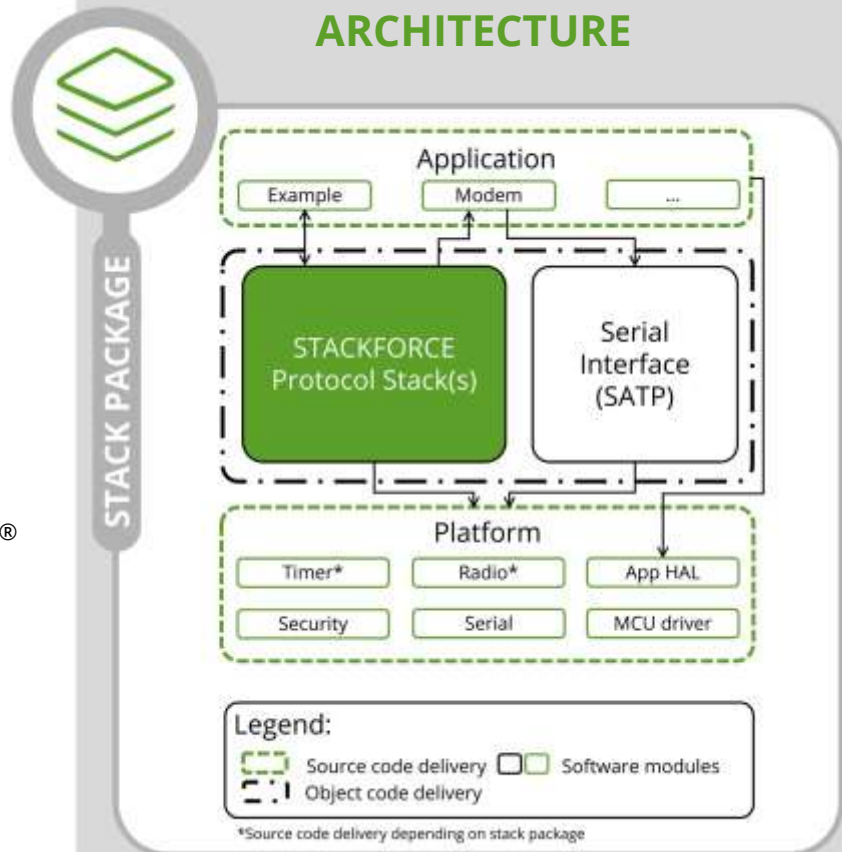 ARCHITECTURE
STACK PACKAGE
®
Application
Example
Modem
...
STACKFORCE
Protocol Stack(s)
Serial
Interface
(SATP)
Platform
Timer*
Radio*
App HAL
Security
Serial
MCU driver
Legend:
Source code delivery
Software modules
Object code delivery
*Source code delivery depending on stack package